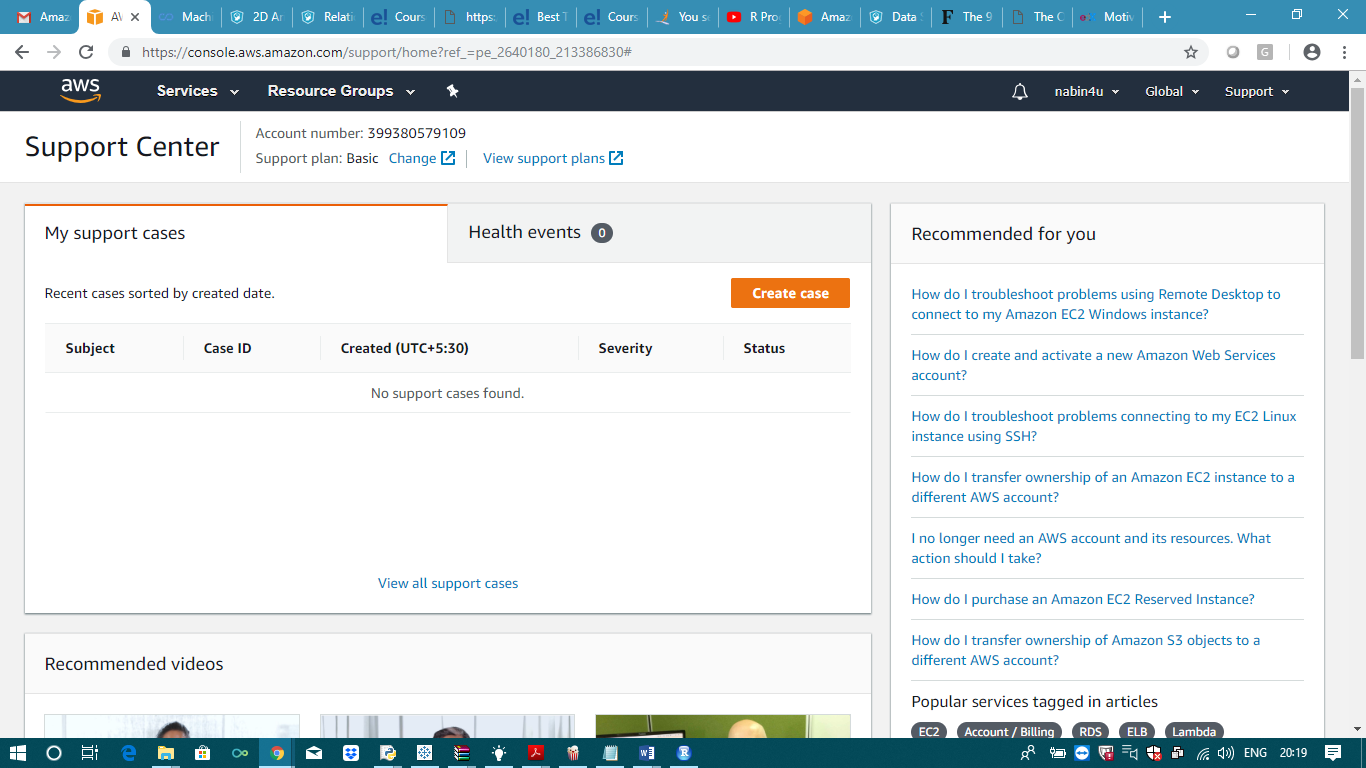 Amaz
AV
Mach
2D Ar
Relati
Cours
https:
Best T
Cours
You s
R Pro
Amaz
Data S
The 9
The C
Motiv
https://console.aws.amazon.com/support/home?ref_=pe_2640180_213386830#
aws
Services
Resource Groups
nabin4u
Global
Support
Support Center
Account number: 399380579109
Support plan: Basic Change
View support plans
My support cases
Health events 0
Recent cases sorted by created date.
Create case
Subject
Case ID
Created (UTC+5:30)
Severity
Status
No support cases found.
View all support cases
Recommended videos
Recommended for you
How do I troubleshoot problems using Remote Desktop to
connect to my Amazon EC2 Windows instance?
How do I create and activate a new Amazon Web Services
account?
How do I troubleshoot problems connecting to my EC2 Linux
instance using SSH?
How do I transfer ownership of an Amazon EC2 instance to a
different AWS account?
I no longer need an AWS account and its resources. What
action should I take?
How do I purchase an Amazon EC2 Reserved Instance?
How do I transfer ownership of Amazon S3 objects to a
different AWS account?
Popular services tagged in articles
EC2
Account / Billing
RDS
ELB
Lambda
ENG
20:19